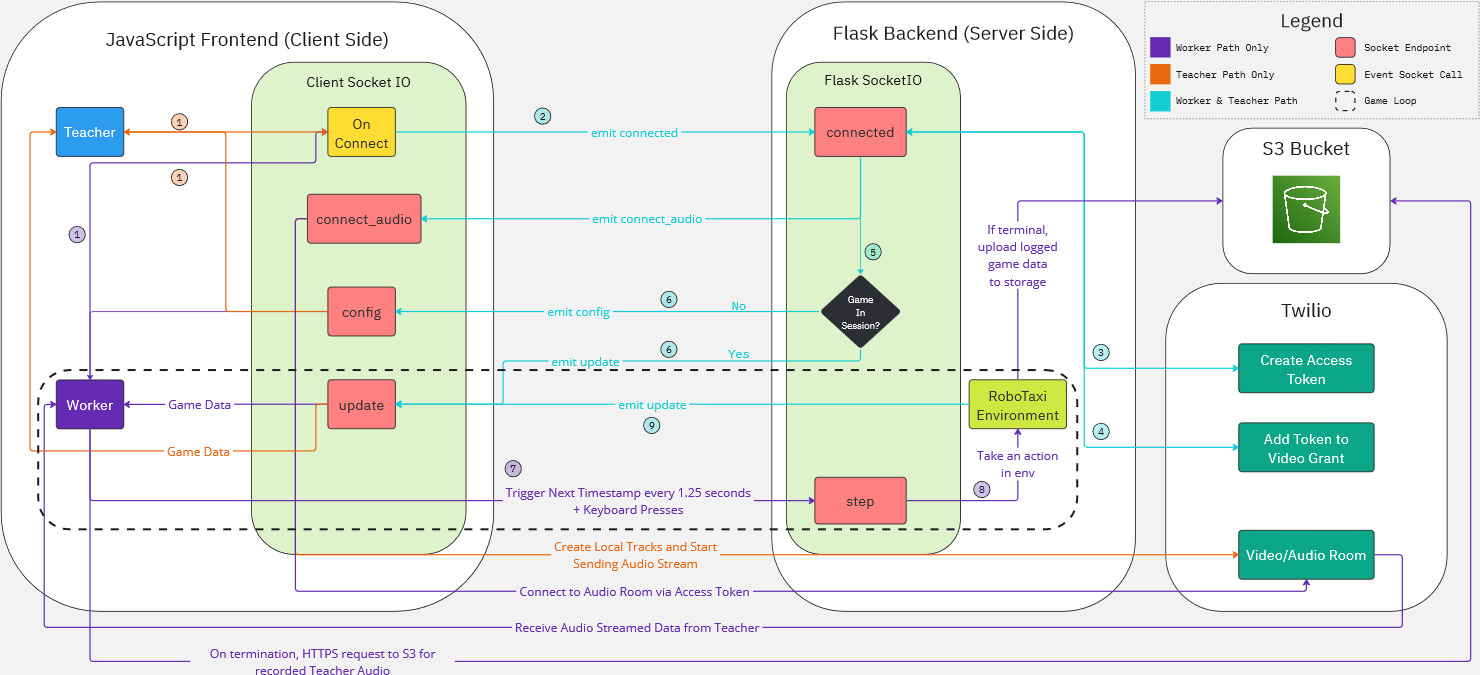 JavaScript Frontend (Client Side)
Flask Backend (Server Side)
Legend
Worker Path Only
Socket Endpoint
Teacher Path Only
Event Socket Call
Worker & Teacher Path
Game Loop
Client Socket IO
Flask SocketIO
Teacher
1
On
Connect
2
emit connected
connected
S3 Bucket
1
connect_audio
emit connect_audio
1
5
If terminal,
upload logged
game data
to storage
config
emit config
6
No
Game
In
Session?
Twilio
6
Yes
emit update
3
Create Access
Token
Worker
Game Data
update
emit update
9
RoboTaxi
Environment
4
Add Token to
Video Grant
Game Data
Take an action
in env
7
8
Trigger Next Timestamp every 1.25 seconds
+ Keyboard Presses
step
Create Local Tracks and Start
Sending Audio Stream
Video/Audio Room
Connect to Audio Room via Access Token
Receive Audio Streamed Data from Teacher
On termination, HTTPS request to S3 for
recorded Teacher Audio